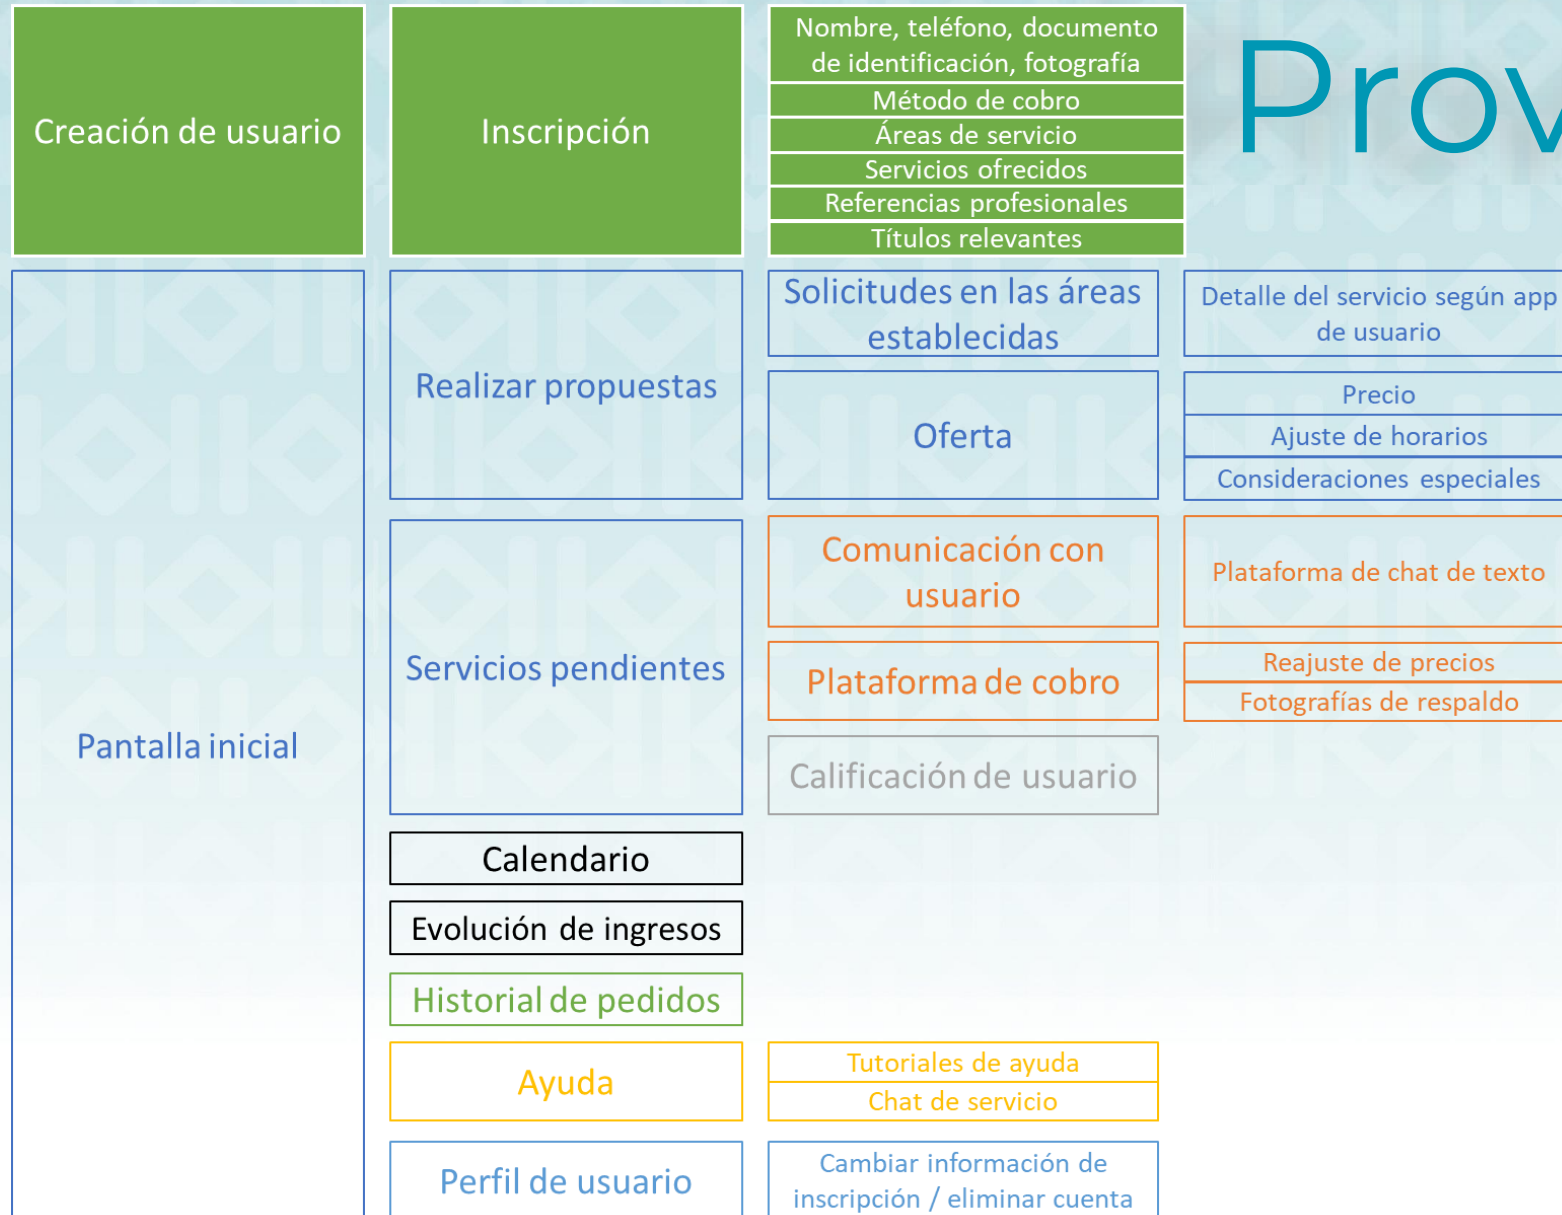 Creación de usuario
Inscripción
Nombre, teléfono, documento
de identificación, fotografía
Método de cobro
Áreas de servicio
Servicios ofrecidos
Referencias profesionales
Títulos relevantes
Prov
Pantalla inicial
Realizar propuestas
Solicitudes en las áreas
establecidas
Detalle del servicio según app
de usuario
Oferta
Precio
Ajuste de horarios
Consideraciones especiales
Servicios pendientes
Comunicación con
usuario
Plataforma de chat de texto
Plataforma de cobro
Reajuste de precios
Fotografías de respaldo
Calificación de usuario
Calendario
Evolución de ingresos
Historial de pedidos
Ayuda
Tutoriales de ayuda
Chat de servicio
Perfil de usuario
Cambiar información de
inscripción / eliminar cuenta